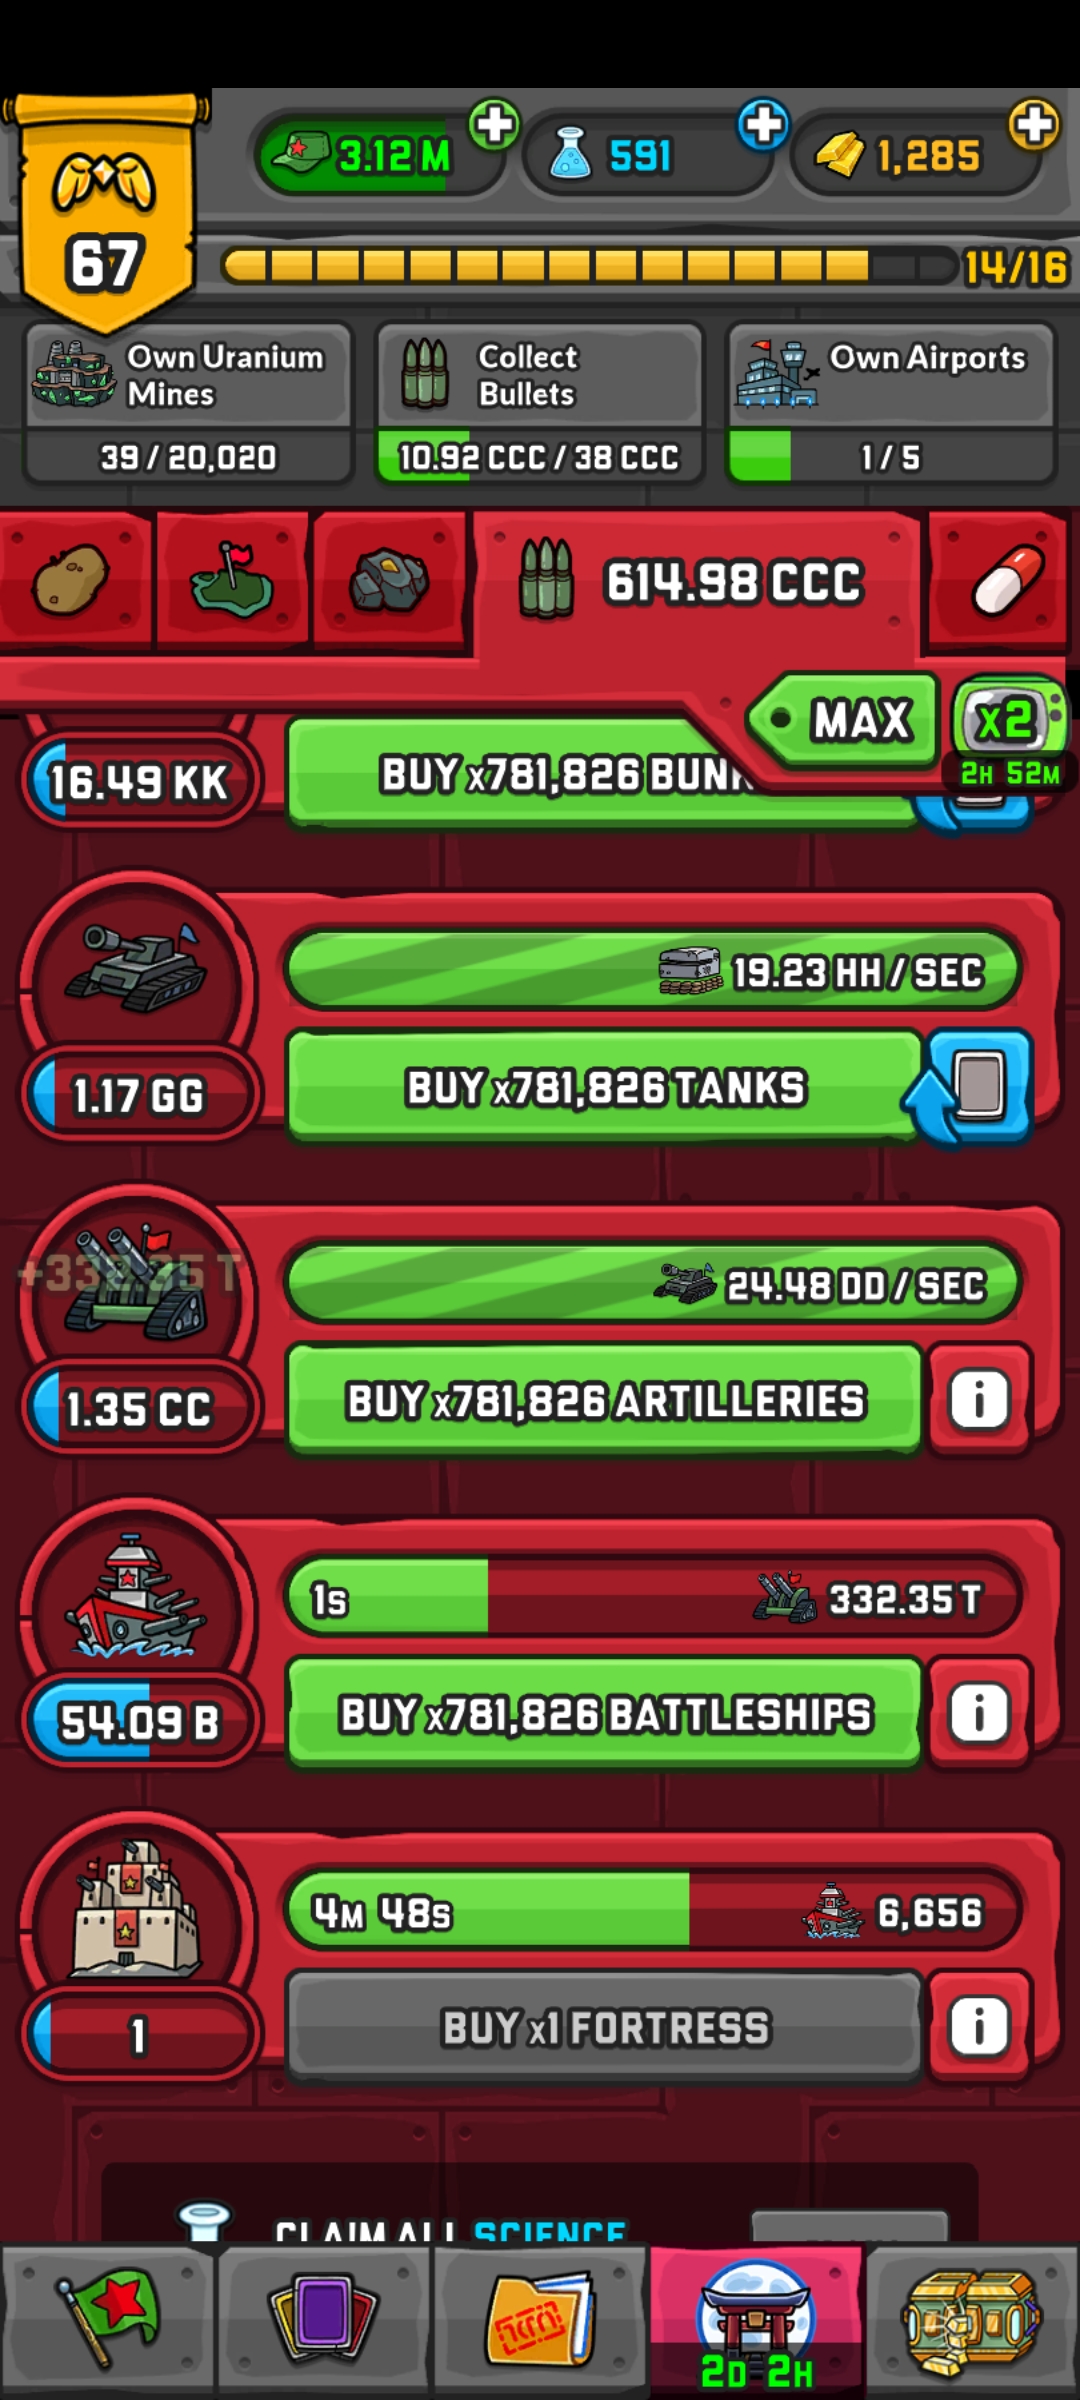 3.12 M
591
1,285
67
14/16
Own Uranium
Mines
39 / 20,020
Collect
Bullets
10.92 CCC / 38 CCC
Own Airports
1 / 5
614.98 CCC
MAX
x2
2H 52M
16.49 KK
BUY x781,826
19.23 HH / SEC
1.17 GG
BUY x781,826 TANKS
24.48 DD / SEC
1.35 CC
BUY x781,826 ARTILLERIES
1s
332.35 T
54.09 B
BUY x781,826 BATTLESHIPS
4M 48s
6,656
1
BUY x1 FORTRESS
CLAIM ALL SCIENCE
2D 2H